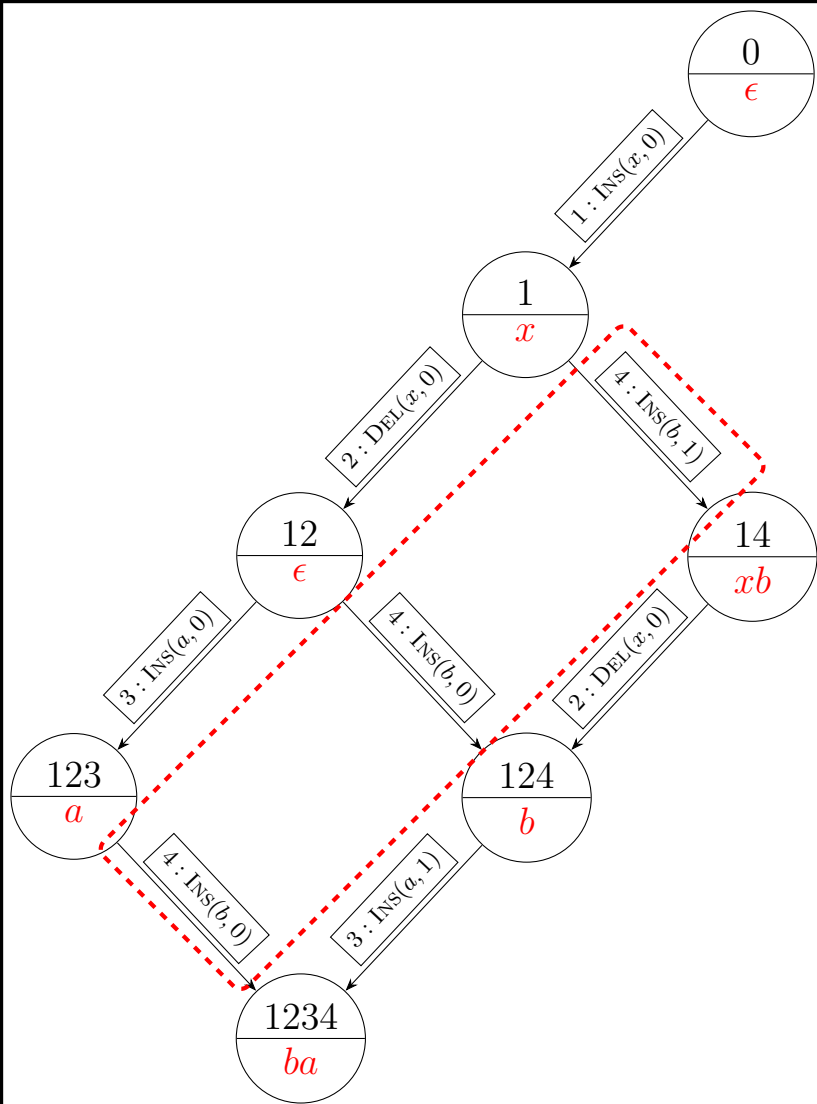 0
ϵ
1 : INS(x, 0)
1
x
2 : DEL(x, 0)
4 : INS(b, 1)
12
ϵ
14
xb
3 : INS(a, 0)
4 : INS(b, 0)
2 : DEL(x, 0)
123
a
124
b
4 : INS(b, 0)
3 : INS(a, 1)
1234
ba